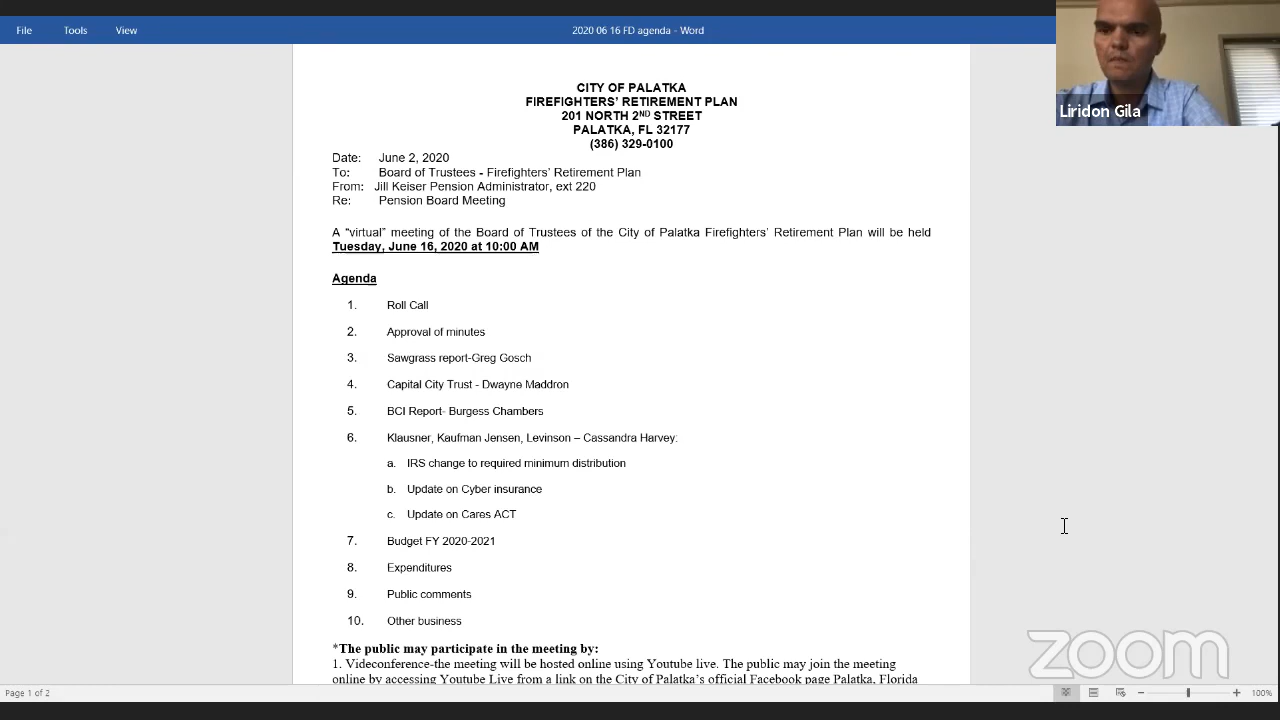 File Tools View 2020 06 16 FD agenda - Word
CITY OF PALATKA
FIREFIGHTERS' RETIREMENT PLAN
201 NORTH 2ND STREET
PALATKA, FL 32177
(386) 329-0100
Date: June 2, 2020
To: Board of Trustees - Firefighters' Retirement Plan
From: Jill Keiser Pension Administrator, ext 220
Re: Pension Board Meeting
A "virtual" meeting of the Board of Trustees of the City of Palatka Firefighters' Retirement Plan will be held
Tuesday, June 16, 2020 at 10:00 AM
Agenda
1. Roll Call
2. Approval of minutes
3. Sawgrass report-Greg Gosch
4. Capital City Trust - Dwayne Maddron
5. BCI Report- Burgess Chambers
6. Klausner, Kaufman Jensen, Levinson – Cassandra Harvey:
a. IRS change to required minimum distribution
b. Update on Cyber insurance
c. Update on Cares ACT
7. Budget FY 2020-2021
8. Expenditures
9. Public comments
10. Other business
*The public may participate in the meeting by:
1. Videconference-the meeting will be hosted online using Youtube live. The public may join the meeting
online by accessing Youtube Live from a link on the City of Palatka's official Facebook page Palatka, Florida
Page 1 of 2
100%
Liridon Gila
zoom